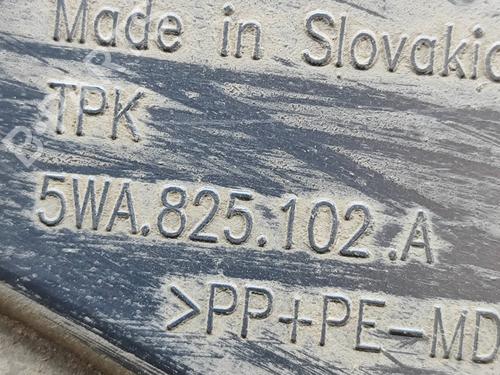 Made in Slovakia
TPK
5WA.825.102.A
>PP+PE-MD